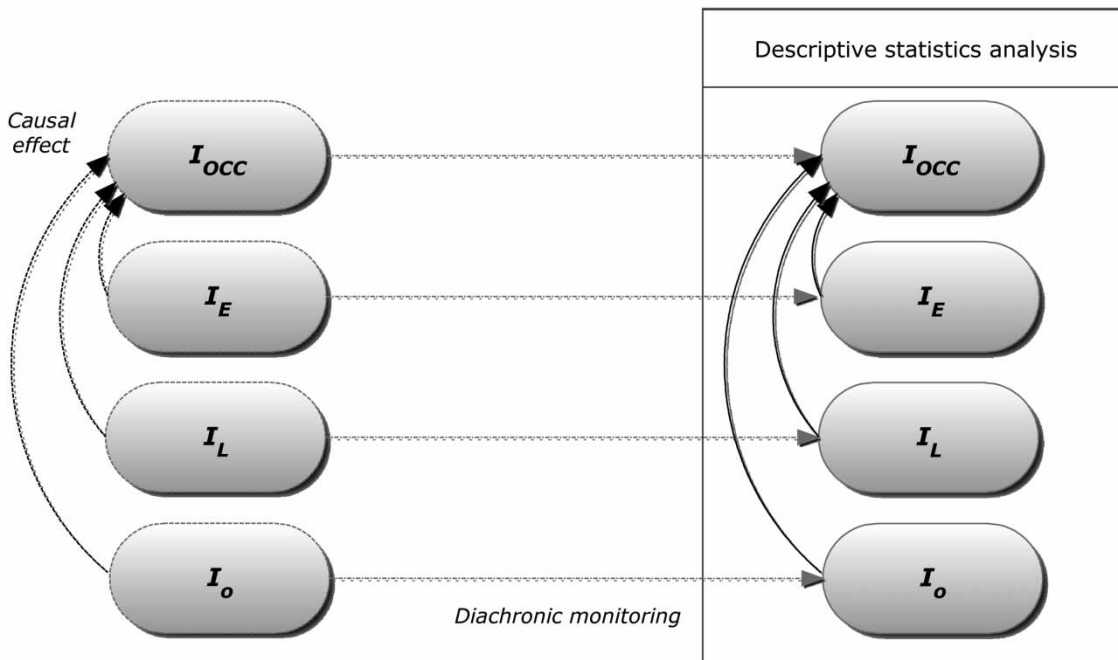 Descriptive statistics analysis
Causal
effect
I_OCC
I_OCC
I_E
I_E
I_L
I_L
I_o
I_o
Diachronic monitoring